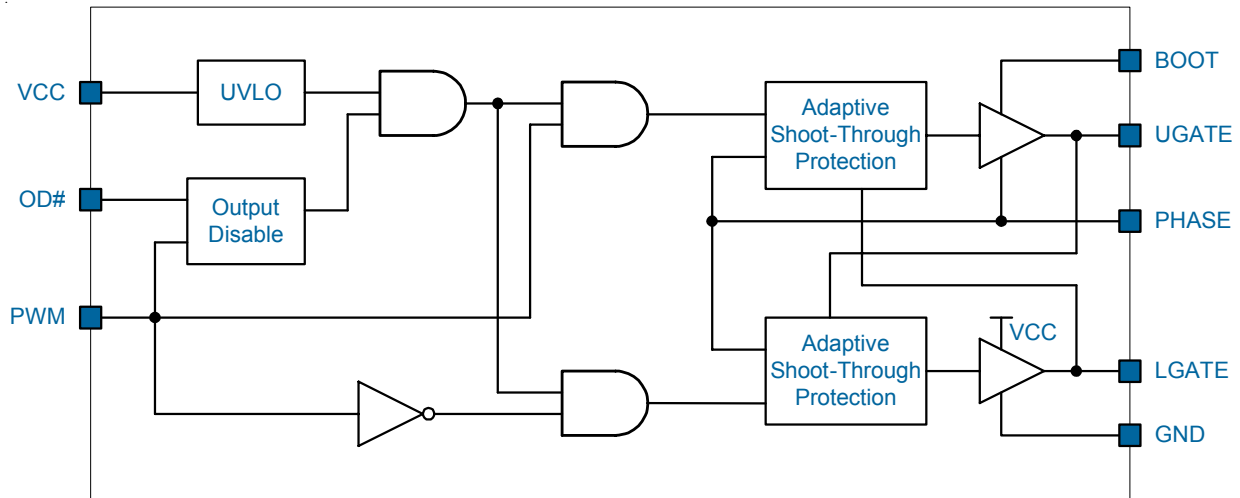 VCC
UVLO
OD#
Output
Disable
PWM
Adaptive
Shoot-Through
Protection
BOOT
UGATE
PHASE
Adaptive
Shoot-Through
Protection
VCC
LGATE
GND